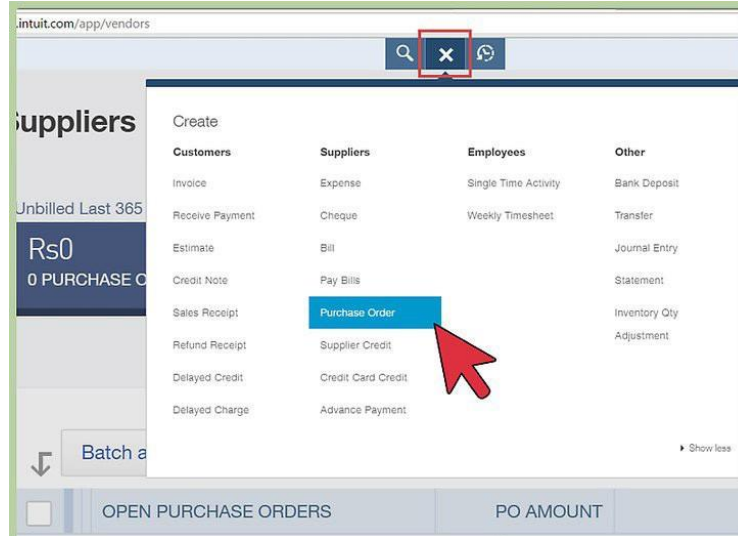 .intuit.com/app/vendors
uppliers
Unbilled Last 365
Rs0
0 PURCHASE O
Create
Customers
Invoice
Receive Payment
Estimate
Credit Note
Sales Receipt
Refund Receipt
Delayed Credit
Delayed Charge
Suppliers
Expense
Cheque
Bill
Pay Bills
Purchase Order
Supplier Credit
Credit Card Credit
Advance Payment
Employees
Single Time Activity
Weekly Timesheet
Other
Bank Deposit
Transfer
Journal Entry
Statement
Inventory Qty
Adjustment
Show less
Batch a
OPEN PURCHASE ORDERS
PO AMOUNT